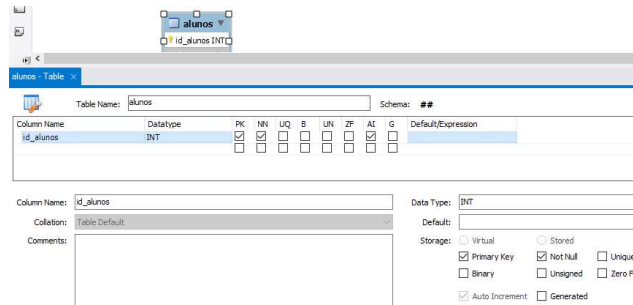 alunos
id_alunos INT
alunos - Table
Table Name: alunos Schema: ##
Column Name Datatype PK NN UQ B UN ZF AI G Default/Expression
id_alunos INT
Column Name: id_alunos Data Type: INT
Collation: Table Default Default:
Comments: Storage: Virtual Stored
Primary Key Not Null Unique
Binary Unsigned Zero F
Auto Increment Generated